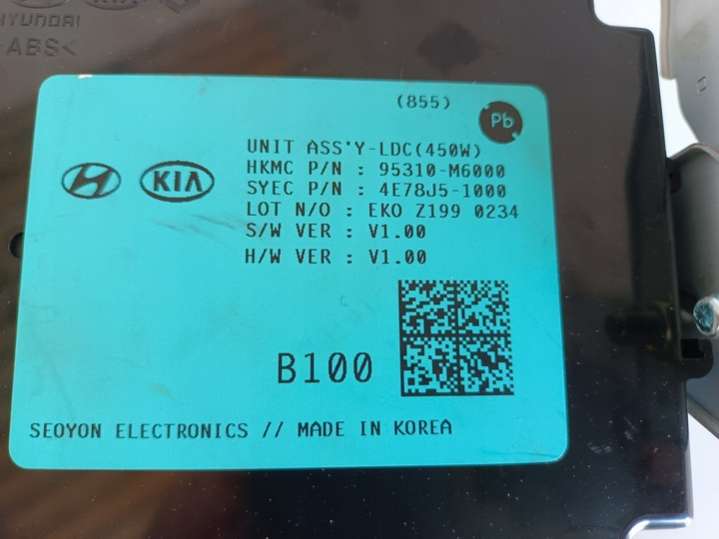 HYUNDAI
>ABS<
(855)
Pb
UNIT ASS'Y-LDC(450W)
HKMC P/N : 95310-M6000
SYEC P/N : 4E78J5-1000
LOT N/O : EKO Z199 0234
S/W VER : V1.00
H/W VER : V1.00
KIA
B100
SEOYON ELECTRONICS // MADE IN KOREA